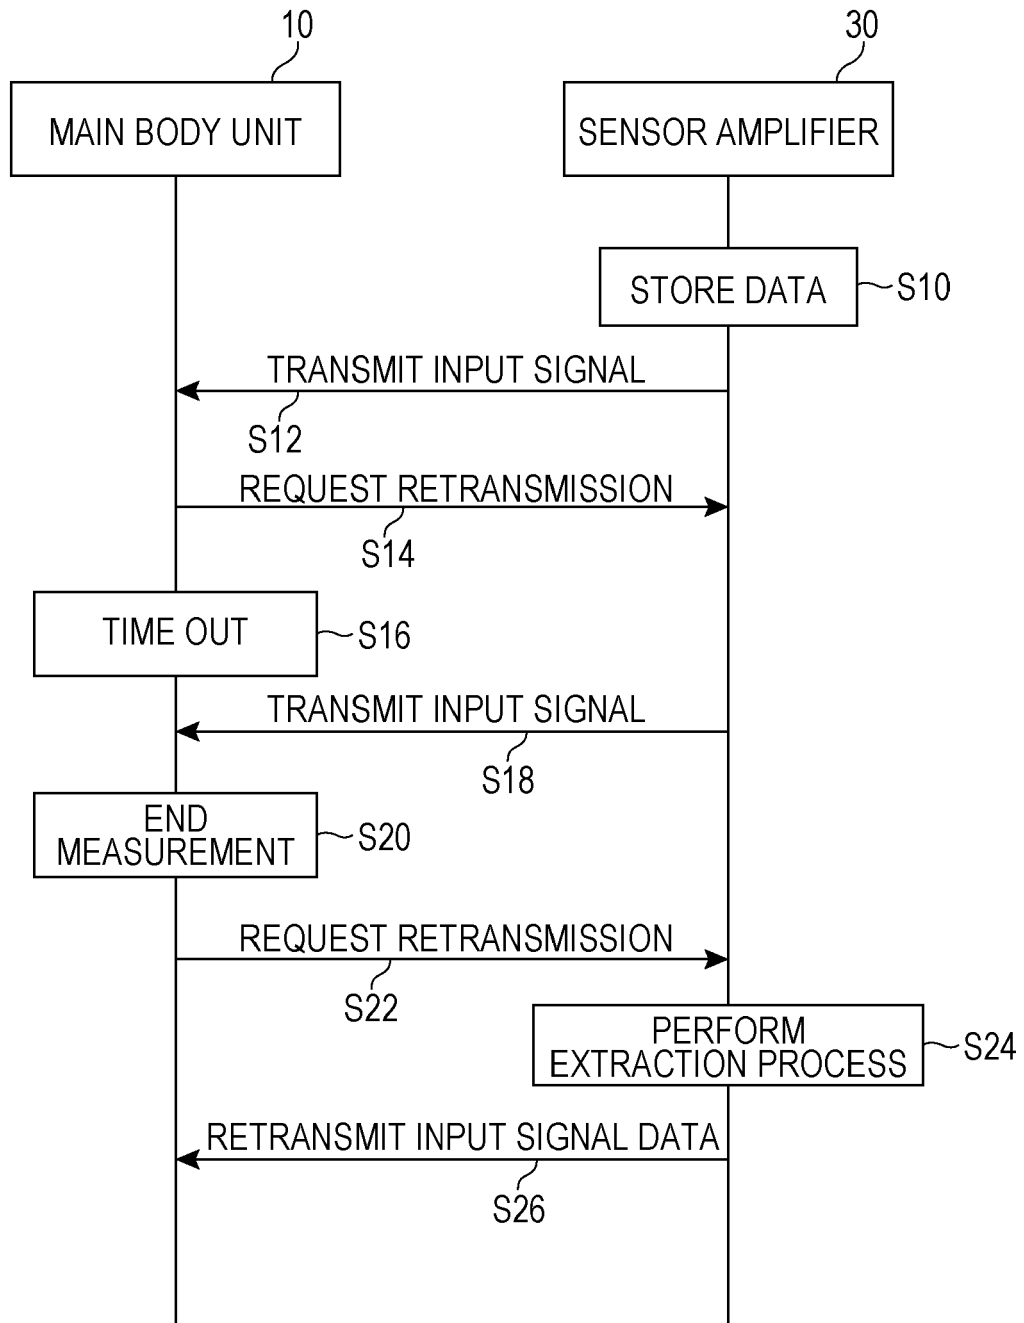 10
30
MAIN BODY UNIT
SENSOR AMPLIFIER
STORE DATA
S10
TRANSMIT INPUT SIGNAL
S12
REQUEST RETRANSMISSION
S14
TIME OUT
S16
TRANSMIT INPUT SIGNAL
S18
END
MEASUREMENT
S20
REQUEST RETRANSMISSION
S22
PERFORM
EXTRACTION PROCESS
S24
RETRANSMIT INPUT SIGNAL DATA
S26